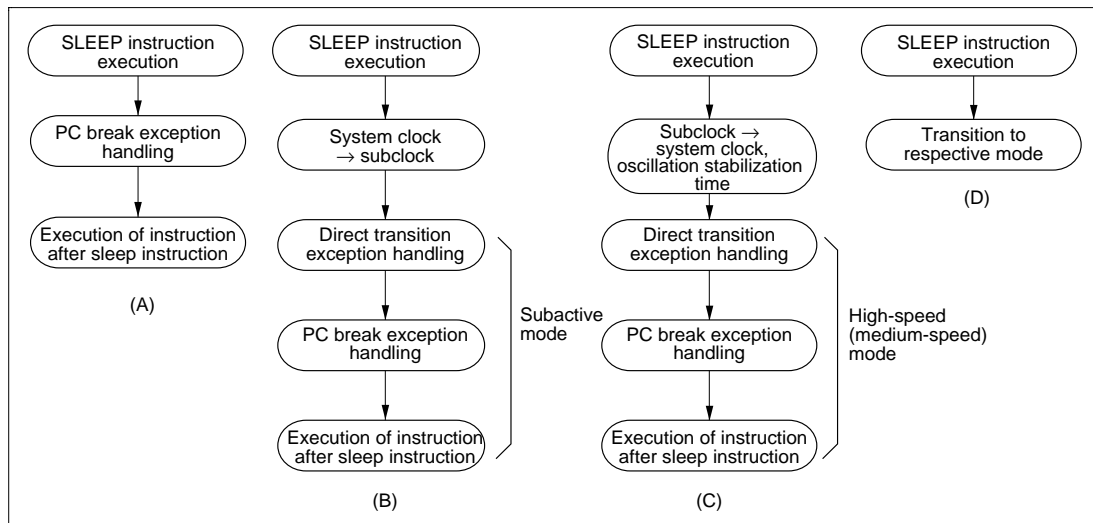 SLEEP instruction
execution
PC break exception
handling
Execution of instruction
after sleep instruction
(A)
SLEEP instruction
execution
System clock
→ subclock
Direct transition
exception handling
PC break exception
handling
Execution of instruction
after sleep instruction
Subactive
mode
(B)
SLEEP instruction
execution
Subclock →
system clock,
oscillation stabilization
time
Direct transition
exception handling
PC break exception
handling
Execution of instruction
after sleep instruction
High-speed
(medium-speed)
mode
(C)
SLEEP instruction
execution
Transition to
respective mode
(D)